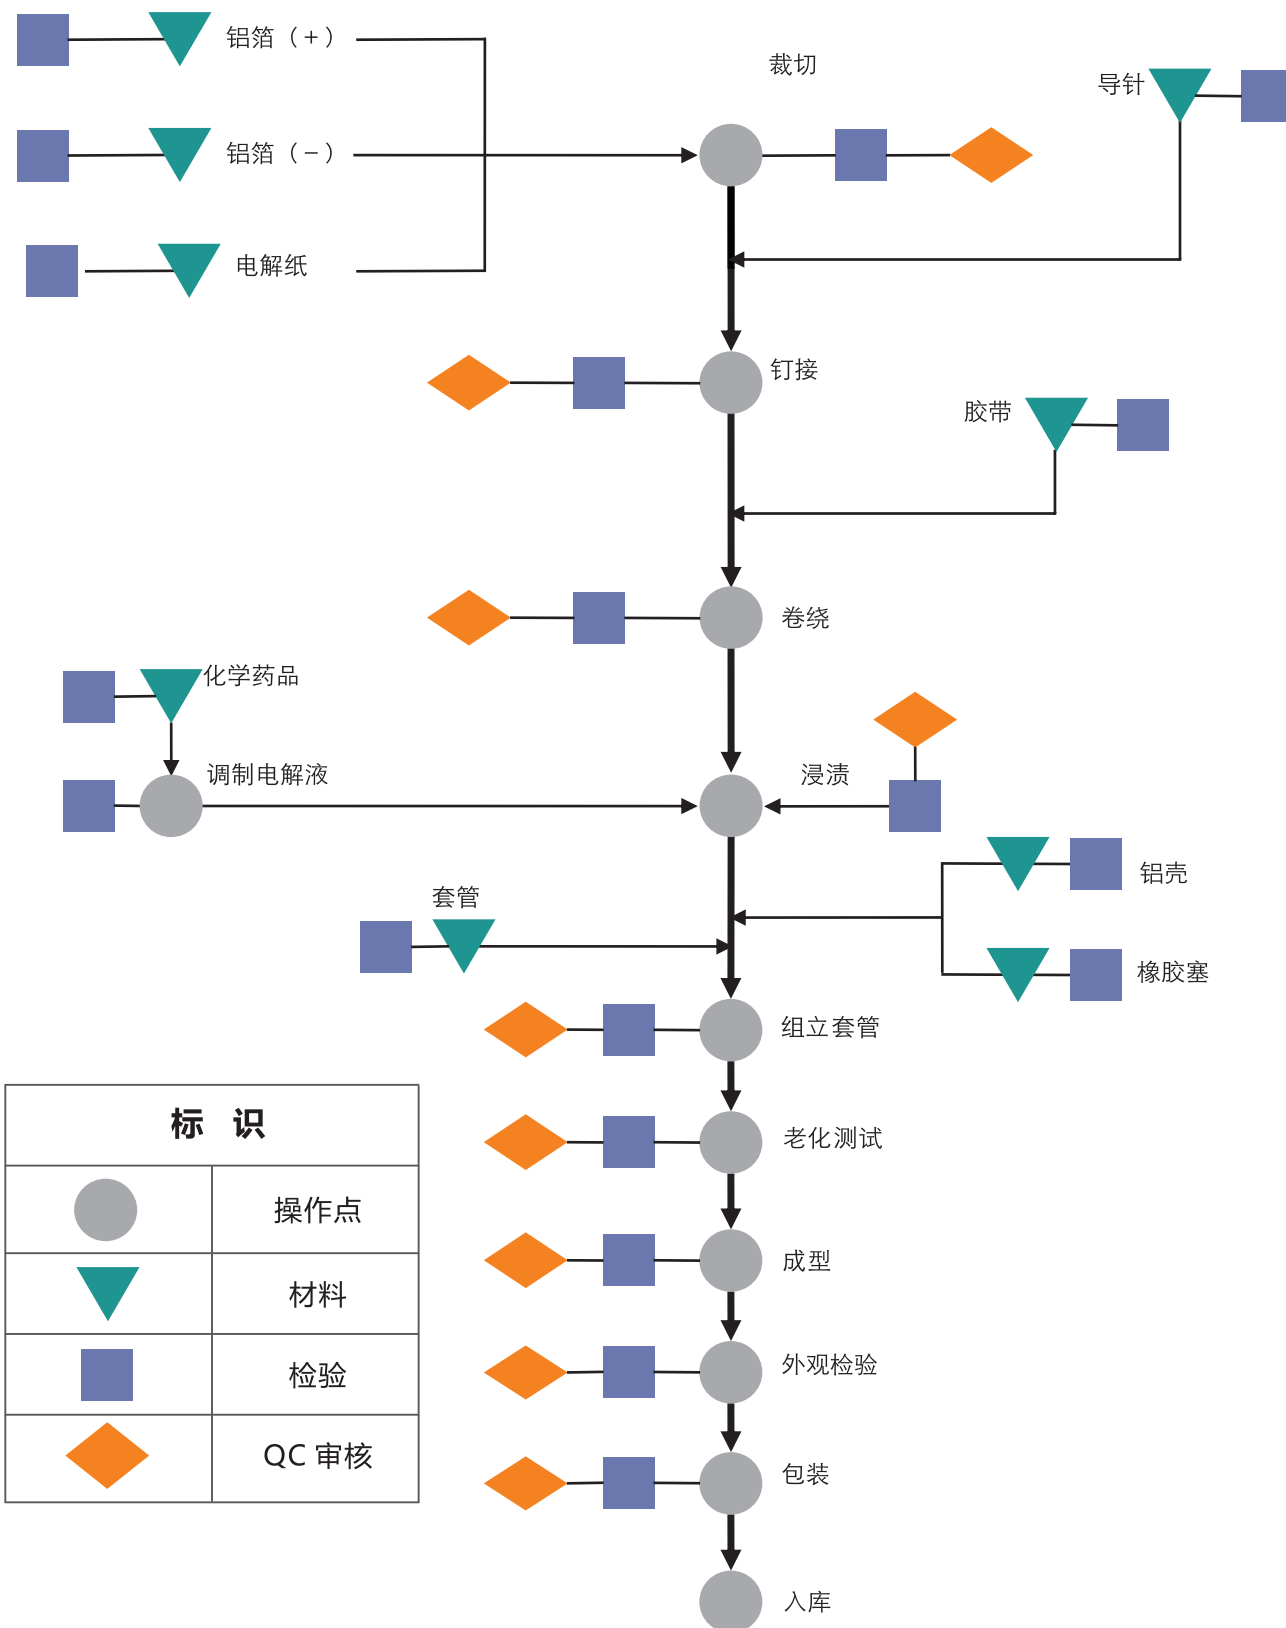 铝箔（+）
裁切
导针
铝箔（−）
电解纸
钉接
胶带
卷绕
化学药品
调制电解液
浸渍
铝壳
套管
橡胶塞
组立套管
标 识
老化测试
操作点
成型
材料
外观检验
检验
QC 审核
包装
入库